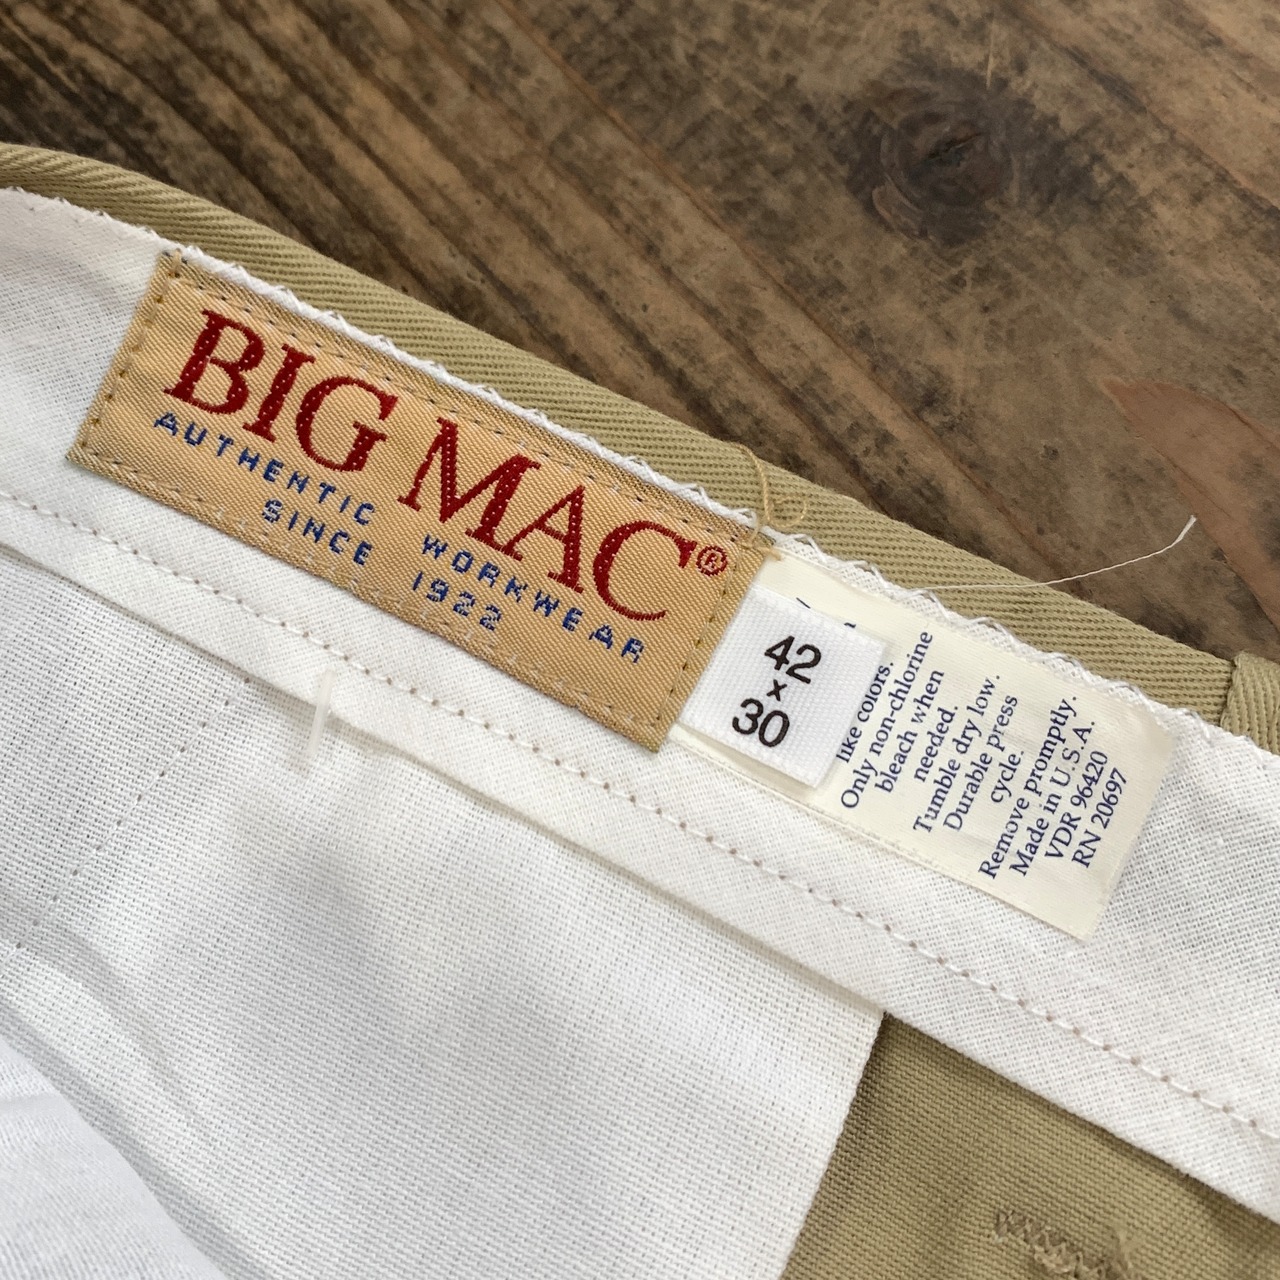 BIG MAC®
AUTHENTIC WORKWEAR
SINCE 1922
42
x
30
like colors.
Only non-chlorine
bleach when
needed.
Tumble dry low.
Durable press
cycle.
Remove promptly.
Made in U.S.A.
VDR 96420
RN 20697